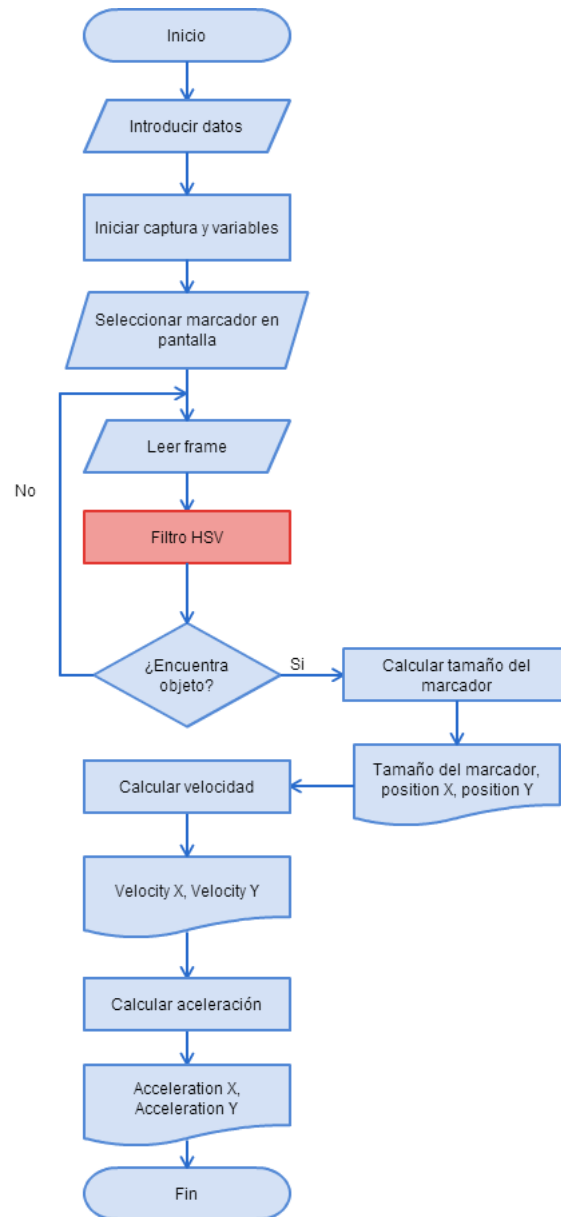 Inicio
Introducir datos
Iniciar captura y variables
Seleccionar marcador en
pantalla
Leer frame
No
Filtro HSV
¿Encuentra
objeto?
Si
Calcular tamaño del
marcador
Tamaño del marcador,
position X, position Y
Calcular velocidad
Velocity X, Velocity Y
Calcular aceleración
Acceleration X,
Acceleration Y
Fin